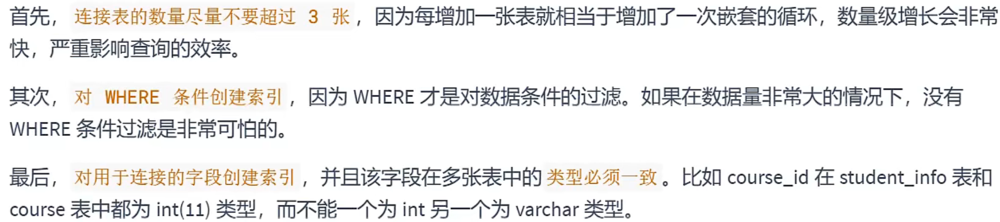 首先，连接表的数量尽量不要超过 3 张，因为每增加一张表就相当于增加了一次嵌套的循环，数量级增长会非常
快，严重影响查询的效率。
其次，对 WHERE 条件创建索引，因为 WHERE 才是对数据条件的过滤。如果在数据量非常大的情况下，没有
WHERE 条件过滤是非常可怕的。
最后，对用于连接的字段创建索引，并且该字段在多张表中的类型必须一致。比如 course_id 在 student_info 表和
course 表中都为 int(11) 类型，而不能一个为 int 另一个为 varchar 类型。